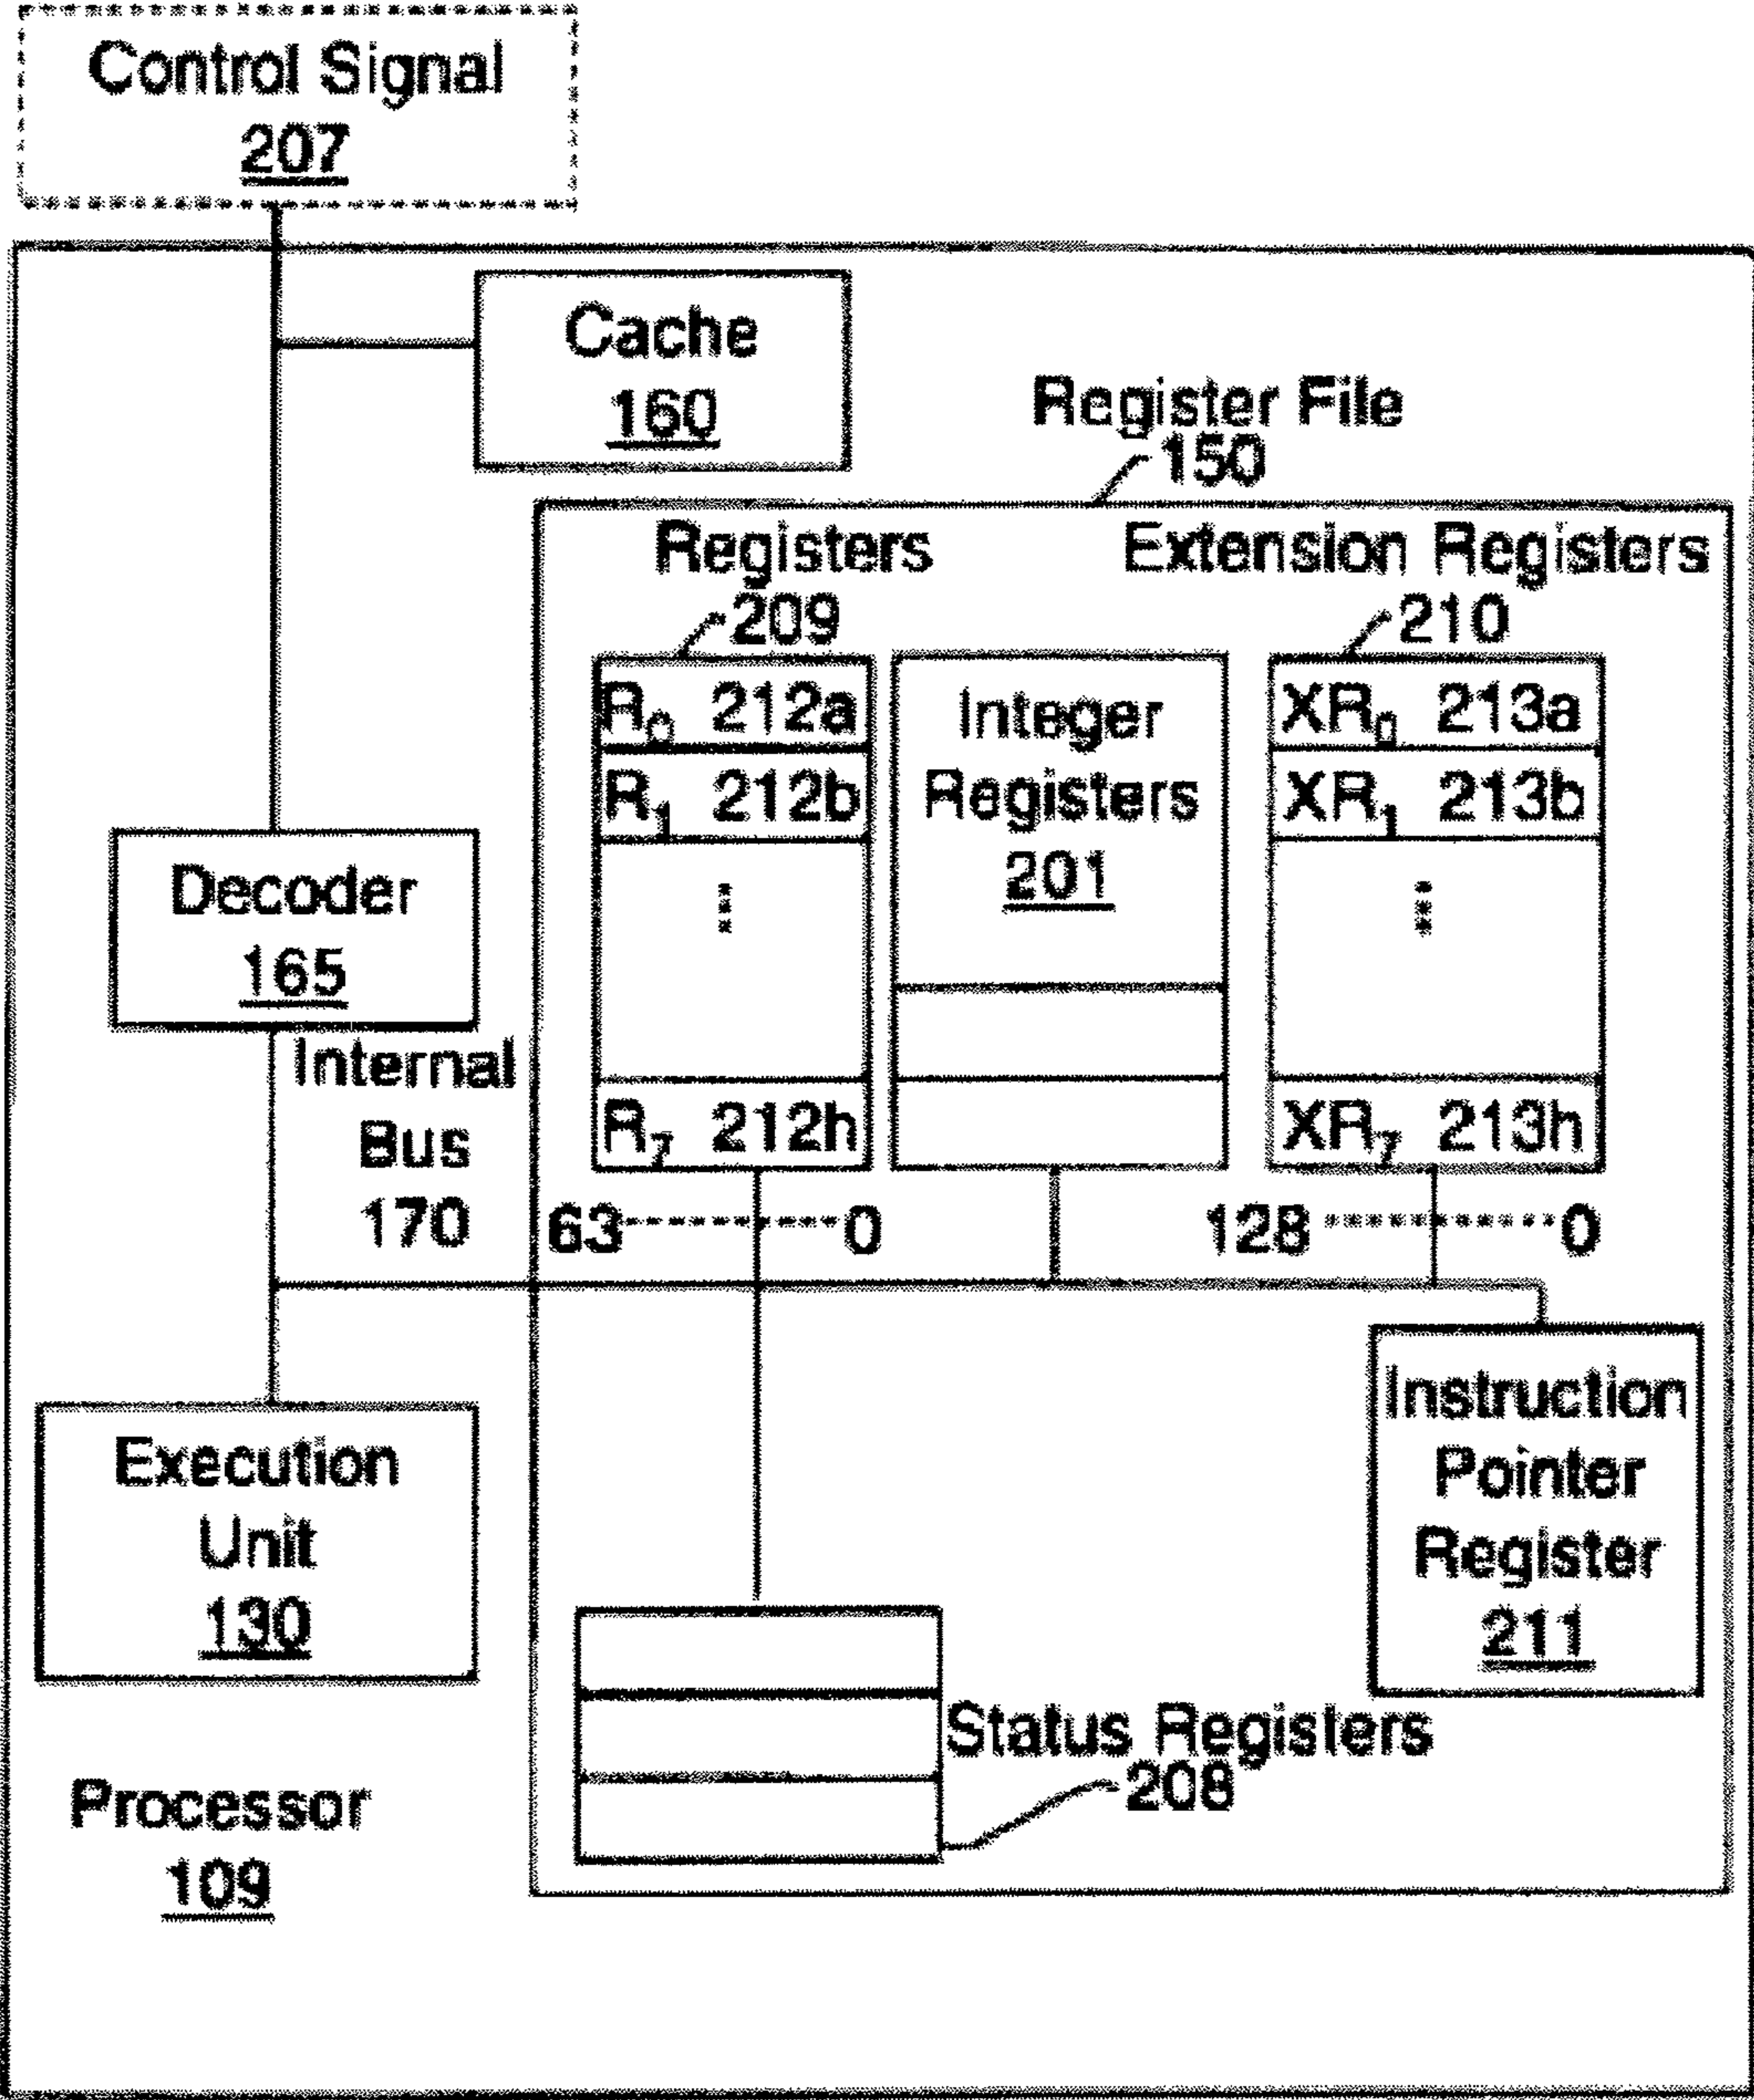 Control Signal
207
Cache
160
Register File
150
Registers
209
Extension Registers
210
R0 212a
R1 212b
R7 212h
Integer
Registers
201
XR0 213a
XR1 213b
XR7 213h
63 0
128 0
Decoder
165
Internal
Bus
170
Execution
Unit
130
Instruction
Pointer
Register
211
Status Registers
208
Processor
109